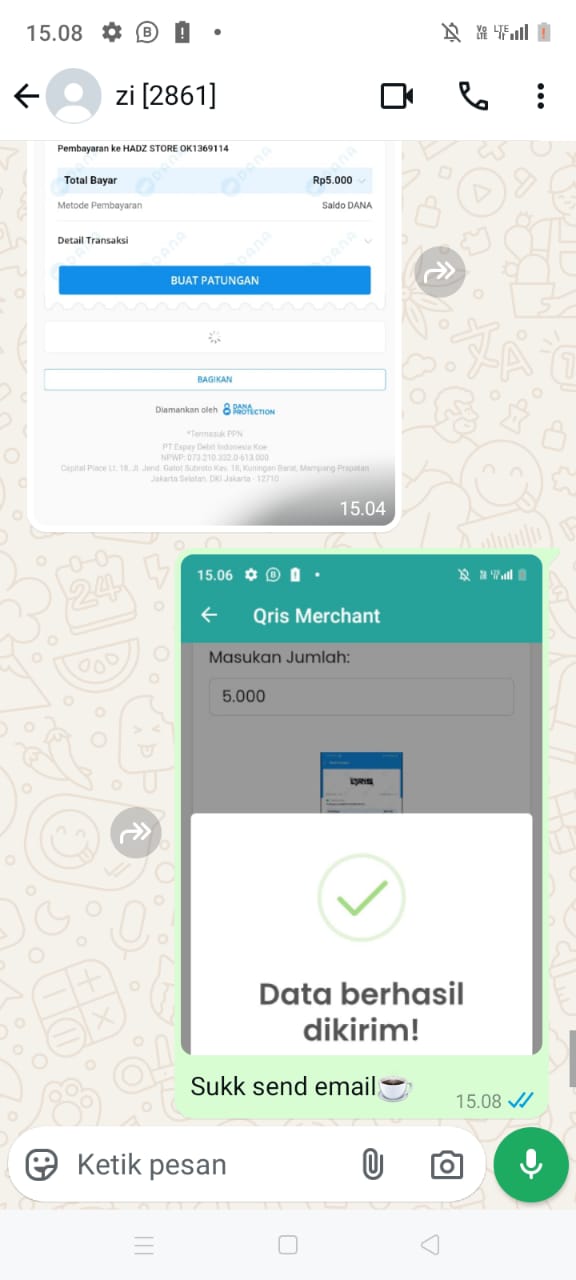 15.08
zi [2861]
Pembayaran ke HADZ STORE OK1369114
Total Bayar Rp5.000
Metode Pembayaran Saldo DANA
Detail Transaksi
BUAT PATUNGAN
BAGIKAN
Diamankan oleh DANA PROTECTION
*Termasuk PPN
PT Espay Debit Indonesia Koe
NPWP: 073.210.332.0-613.000
Capital Place Lt. 18, Jl. Jend. Gatot Subroto Kav. 18, Kuningan Barat, Mampang Prapatan
Jakarta Selatan, DKI Jakarta - 12710
15.04
15.06
Qris Merchant
Masukan Jumlah:
5.000
Data berhasil
dikirim!
Sukk send email
15.08
Ketik pesan